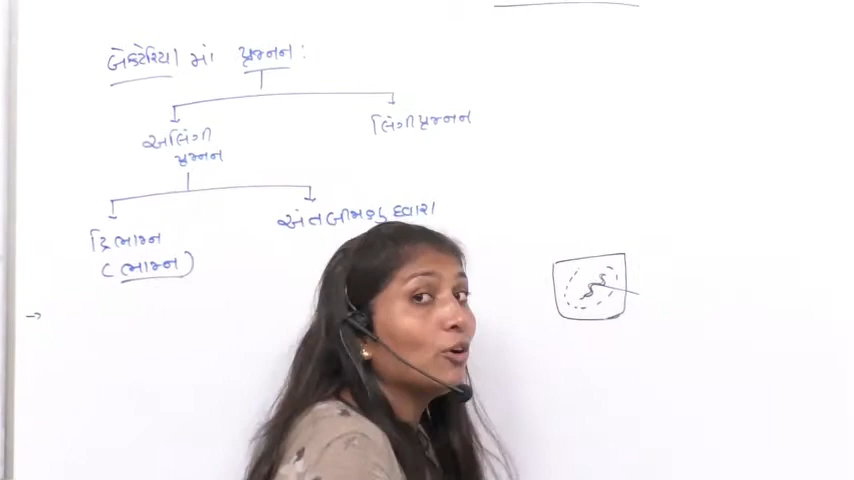 બેક્ટેરિયા માં પ્રજનન :
અલિંગી
પ્રજનન
લિંગી પ્રજનન
દ્વિભાજન
(ભાજન)
અંતઃબીજાણુ દ્વારા